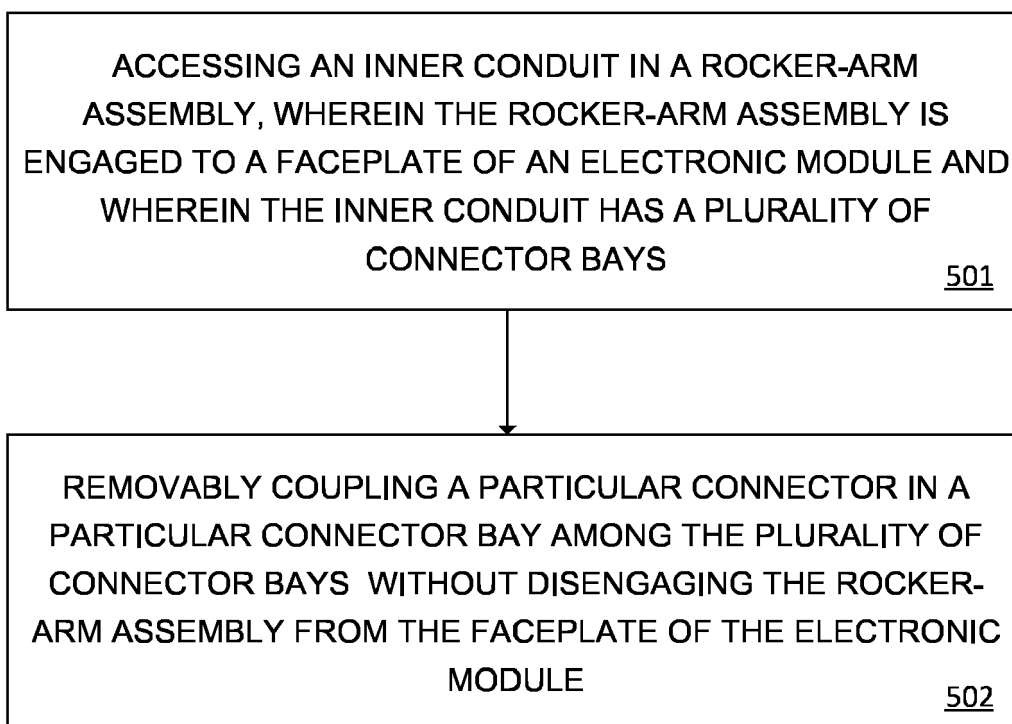 ACCESSING AN INNER CONDUIT IN A ROCKER-ARM
ASSEMBLY, WHEREIN THE ROCKER-ARM ASSEMBLY IS
ENGAGED TO A FACEPLATE OF AN ELECTRONIC MODULE AND
WHEREIN THE INNER CONDUIT HAS A PLURALITY OF
CONNECTOR BAYS
501
REMOVABLY COUPLING A PARTICULAR CONNECTOR IN A
PARTICULAR CONNECTOR BAY AMONG THE PLURALITY OF
CONNECTOR BAYS WITHOUT DISENGAGING THE ROCKER-
ARM ASSEMBLY FROM THE FACEPLATE OF THE ELECTRONIC
MODULE
502